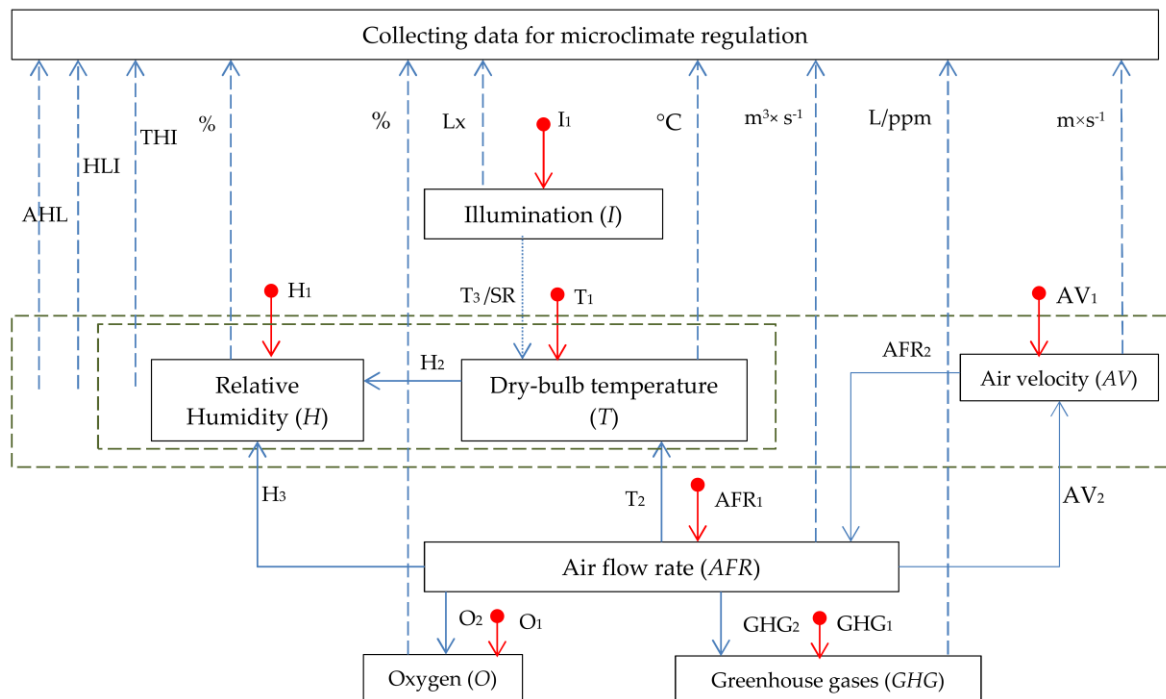 Collecting data for microclimate regulation
AHL
HLI
THI
%
%
Lx
I₁
°C
m³× s⁻¹
L/ppm
m×s⁻¹
Illumination (I)
H₁
T₃/SR
T₁
AV₁
Relative
Humidity (H)
H₂
Dry-bulb temperature
(T)
AFR₂
Air velocity (AV)
H₃
T₂
AFR₁
AV₂
Air flow rate (AFR)
O₂
O₁
GHG₂
GHG₁
Oxygen (O)
Greenhouse gases (GHG)